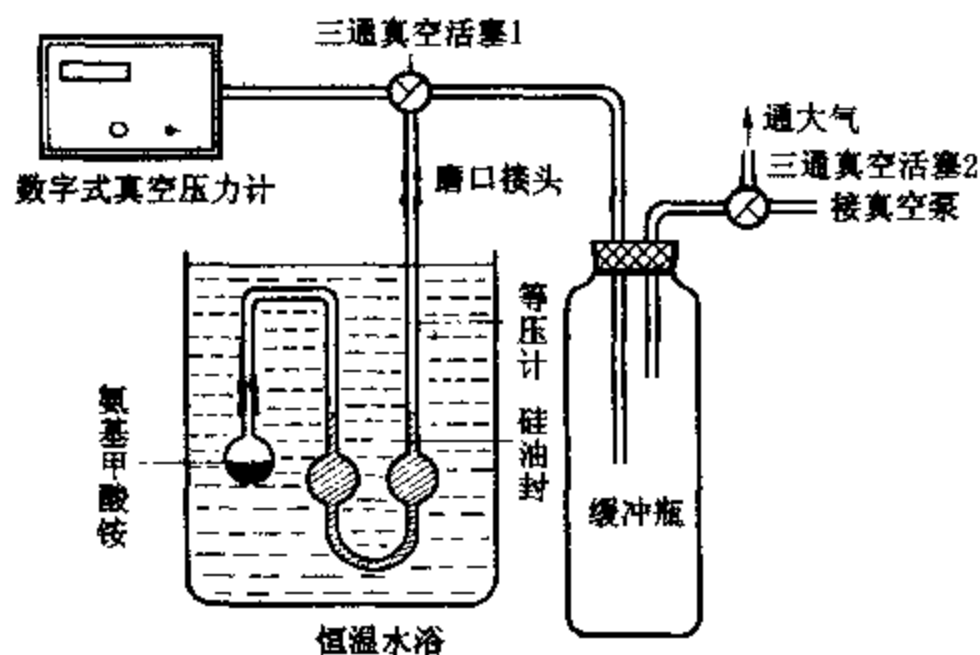 三通真空活塞1
通大气
三通真空活塞2
接真空泵
数字式真空压力计
磨口接头
等压计
硅油封
氨基甲酸铵
缓冲瓶
恒温水浴